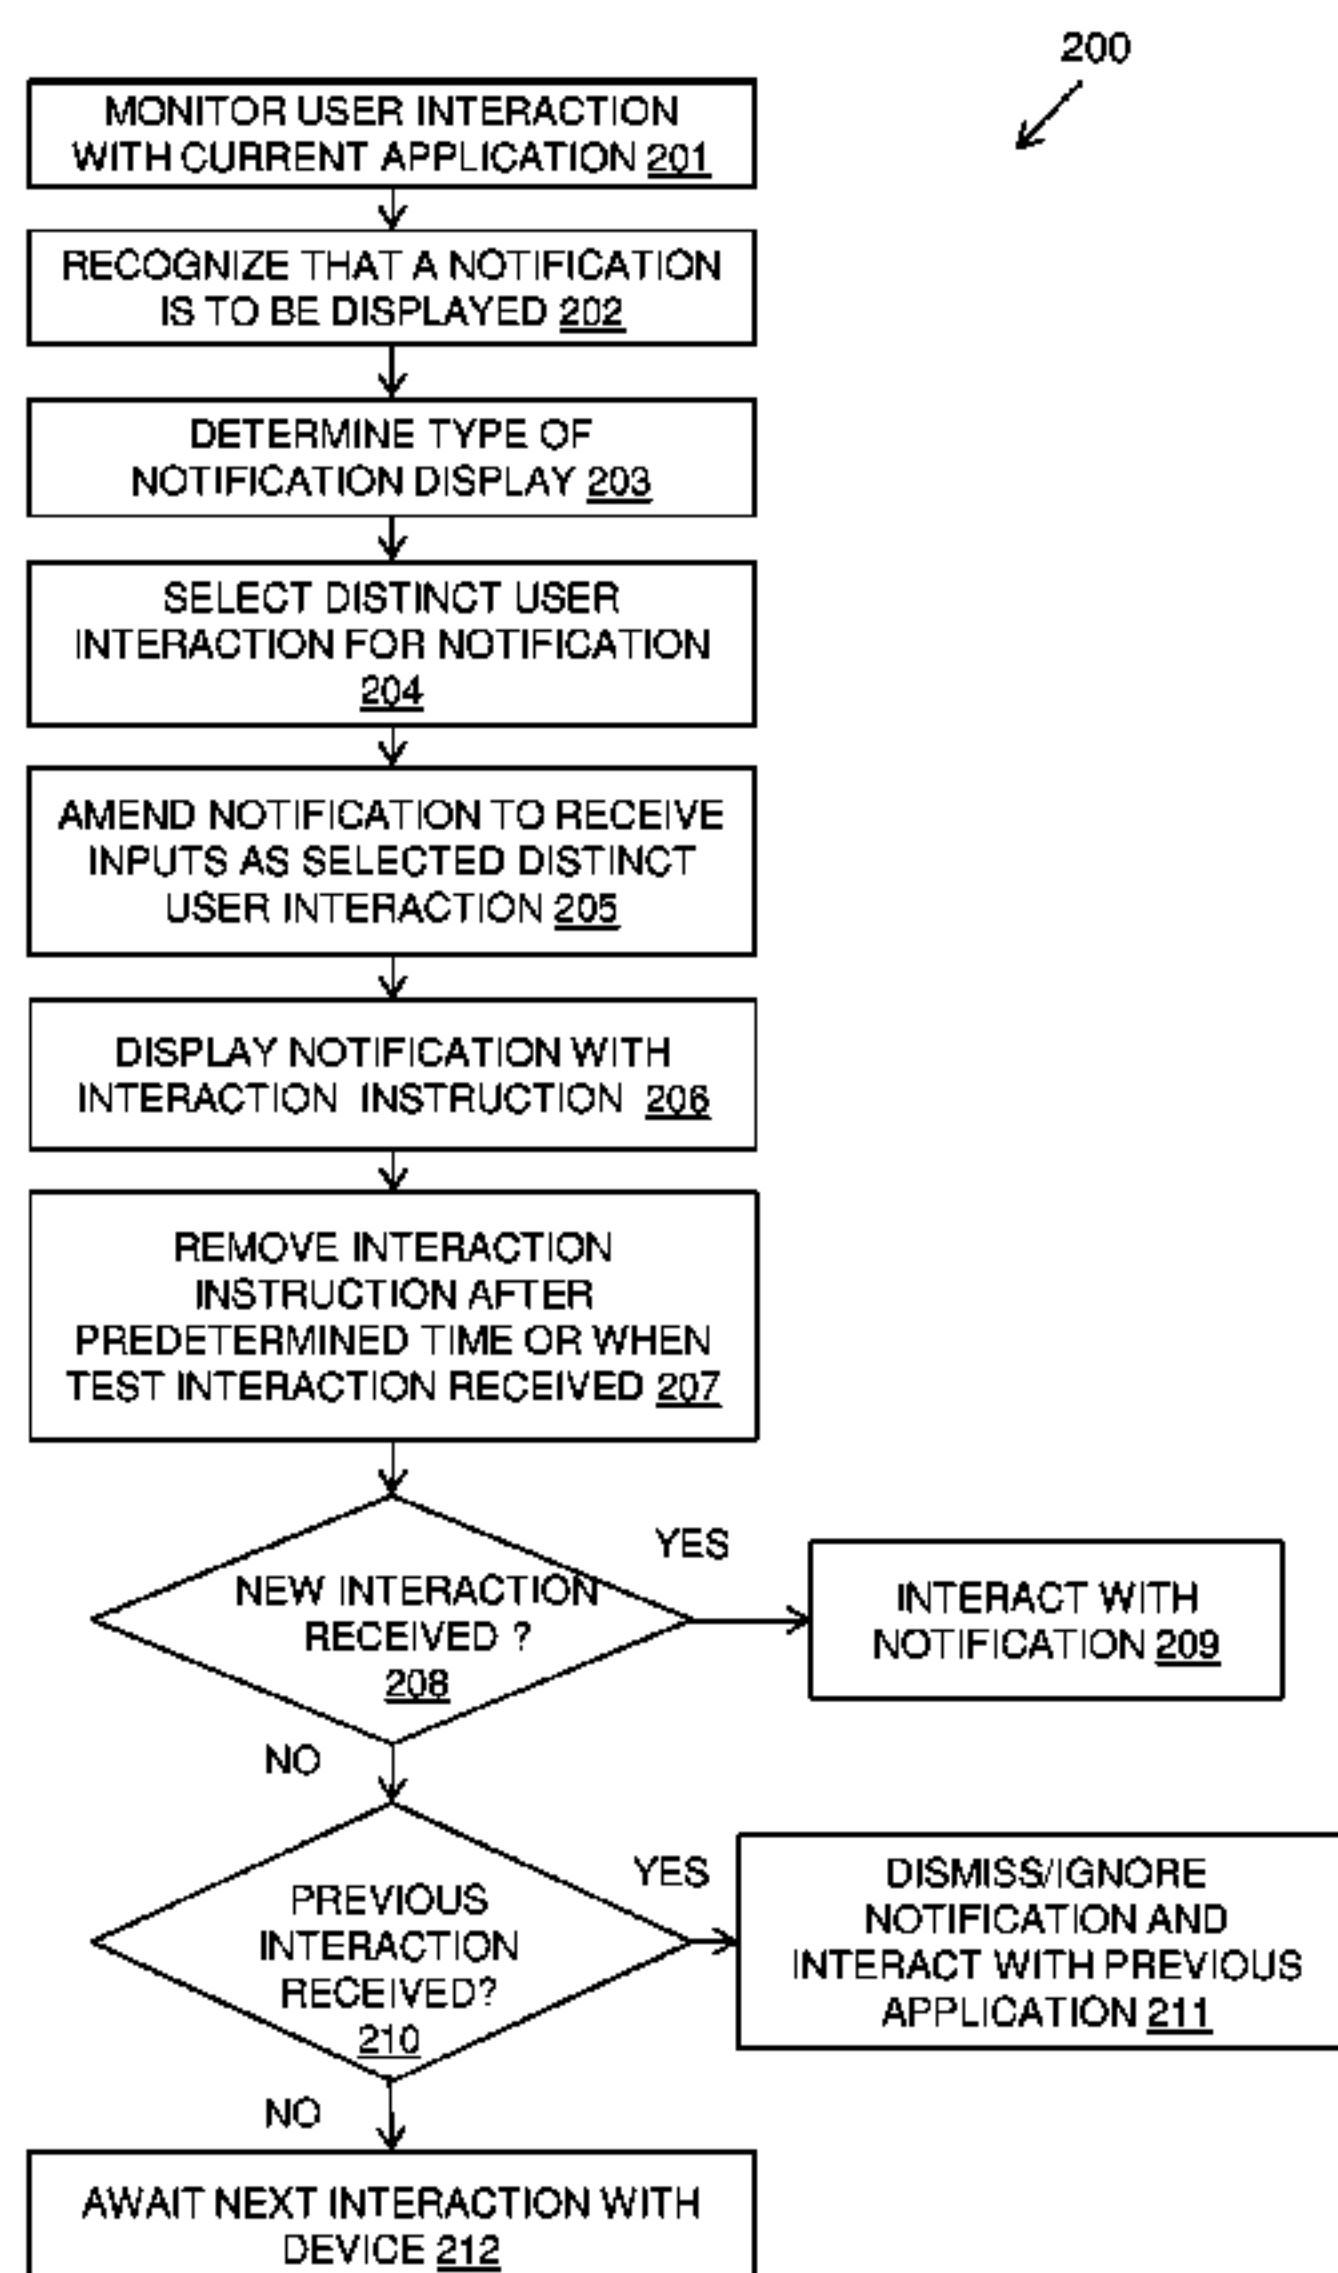 200
MONITOR USER INTERACTION
WITH CURRENT APPLICATION 201
RECOGNIZE THAT A NOTIFICATION
IS TO BE DISPLAYED 202
DETERMINE TYPE OF
NOTIFICATION DISPLAY 203
SELECT DISTINCT USER
INTERACTION FOR NOTIFICATION
204
AMEND NOTIFICATION TO RECEIVE
INPUTS AS SELECTED DISTINCT
USER INTERACTION 205
DISPLAY NOTIFICATION WITH
INTERACTION INSTRUCTION 206
REMOVE INTERACTION
INSTRUCTION AFTER
PREDETERMINED TIME OR WHEN
TEST INTERACTION RECEIVED 207
NEW INTERACTION
RECEIVED ?
208
YES
INTERACT WITH
NOTIFICATION 209
NO
PREVIOUS
INTERACTION
RECEIVED?
210
YES
DISMISS/IGNORE
NOTIFICATION AND
INTERACT WITH PREVIOUS
APPLICATION 211
NO
AWAIT NEXT INTERACTION WITH
DEVICE 212